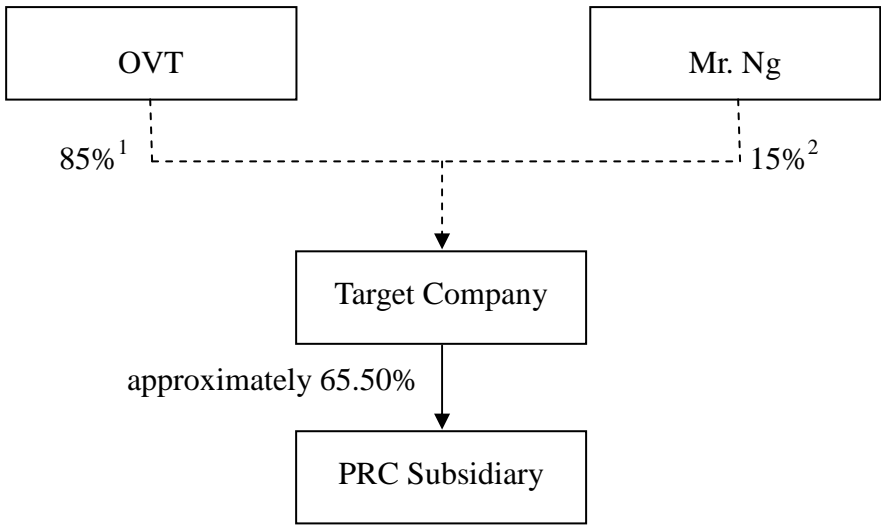 OVT
Mr. Ng
85%1
15%2
Target Company
approximately 65.50%
PRC Subsidiary